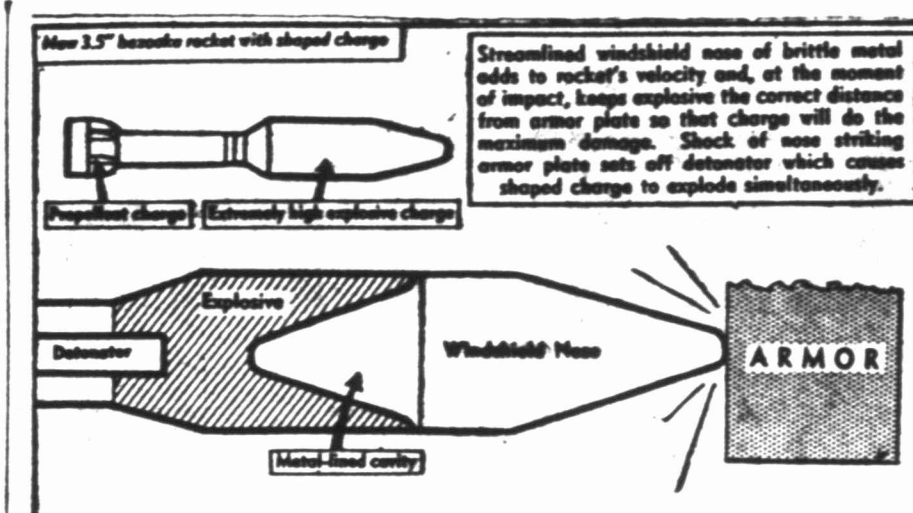 New 3.5" bazooka rocket with shaped charge
Streamlined windshield nose of brittle metal
adds to rocket's velocity and, at the moment
of impact, keeps explosive the correct distance
from armor plate so that charge will do the
maximum damage. Shock of nose striking
armor plate sets off detonator which causes
shaped charge to explode simultaneously.
Propellant charge
Extremely high explosive charge
Explosive
Detonator
Windshield Nose
ARMOR
Metal-lined cavity